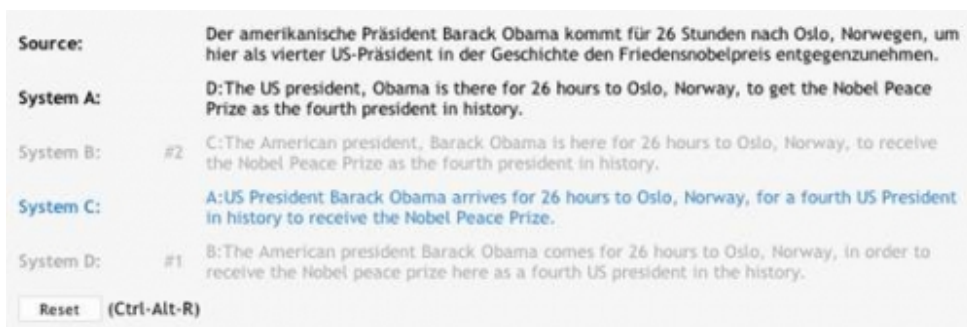 Source: Der amerikanische Präsident Barack Obama kommt für 26 Stunden nach Oslo, Norwegen, um
hier als vierter US-Präsident in der Geschichte den Friedensnobelpreis entgegenzunehmen.
System A: D:The US president, Obama is there for 26 hours to Oslo, Norway, to get the Nobel Peace
Prize as the fourth president in history.
System B: #2 C:The American president, Barack Obama is here for 26 hours to Oslo, Norway, to receive
the Nobel Peace Prize as the fourth president in history.
System C: A:US President Barack Obama arrives for 26 hours to Oslo, Norway, for a fourth US President
in history to receive the Nobel Peace Prize.
System D: #1 B:The American president Barack Obama comes for 26 hours to Oslo, Norway, in order to
receive the Nobel peace prize here as a fourth US president in the history.
Reset (Ctrl-Alt-R)